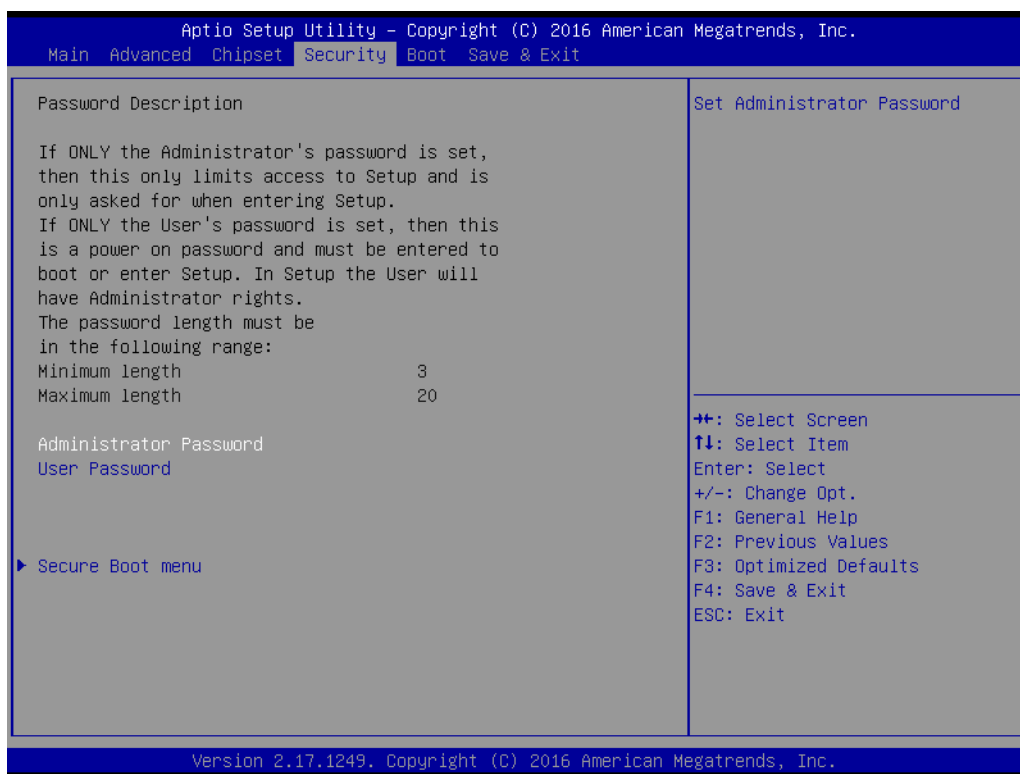 Aptio Setup Utility – Copyright (C) 2016 American Megatrends, Inc.
Main Advanced Chipset Security Boot Save & Exit
Password Description
If ONLY the Administrator's password is set,
then this only limits access to Setup and is
only asked for when entering Setup.
If ONLY the User's password is set, then this
is a power on password and must be entered to
boot or enter Setup. In Setup the User will
have Administrator rights.
The password length must be
in the following range:
Minimum length 3
Maximum length 20
Administrator Password
User Password
Secure Boot menu
Set Administrator Password
→←: Select Screen
↑↓: Select Item
Enter: Select
+/-: Change Opt.
F1: General Help
F2: Previous Values
F3: Optimized Defaults
F4: Save & Exit
ESC: Exit
Version 2.17.1249. Copyright (C) 2016 American Megatrends, Inc.